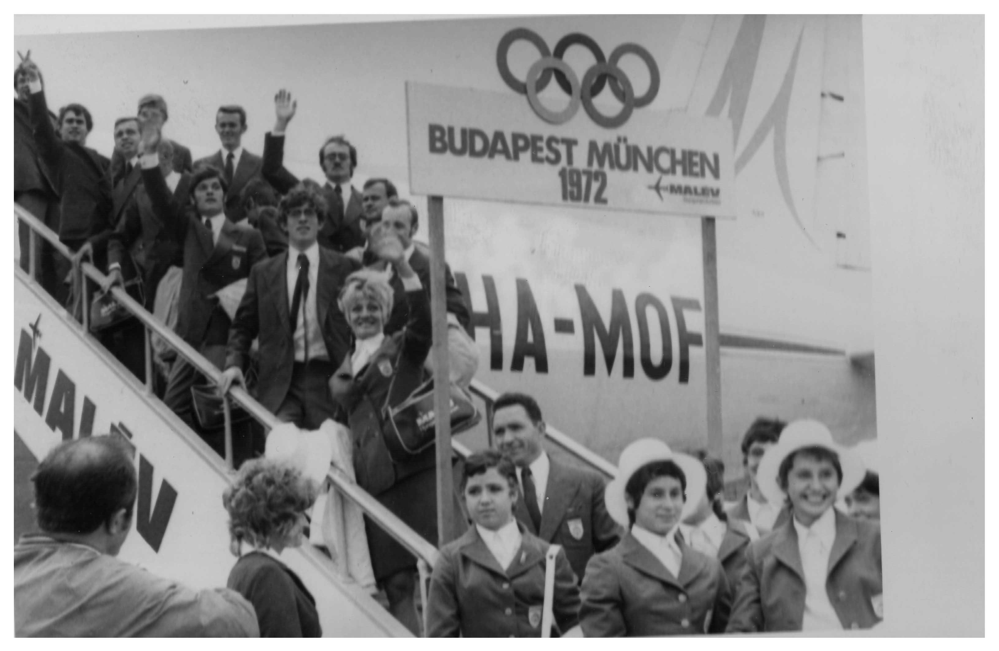 BUDAPEST MÜNCHEN
1972
MALÉV
HA-MOF
MALÉV